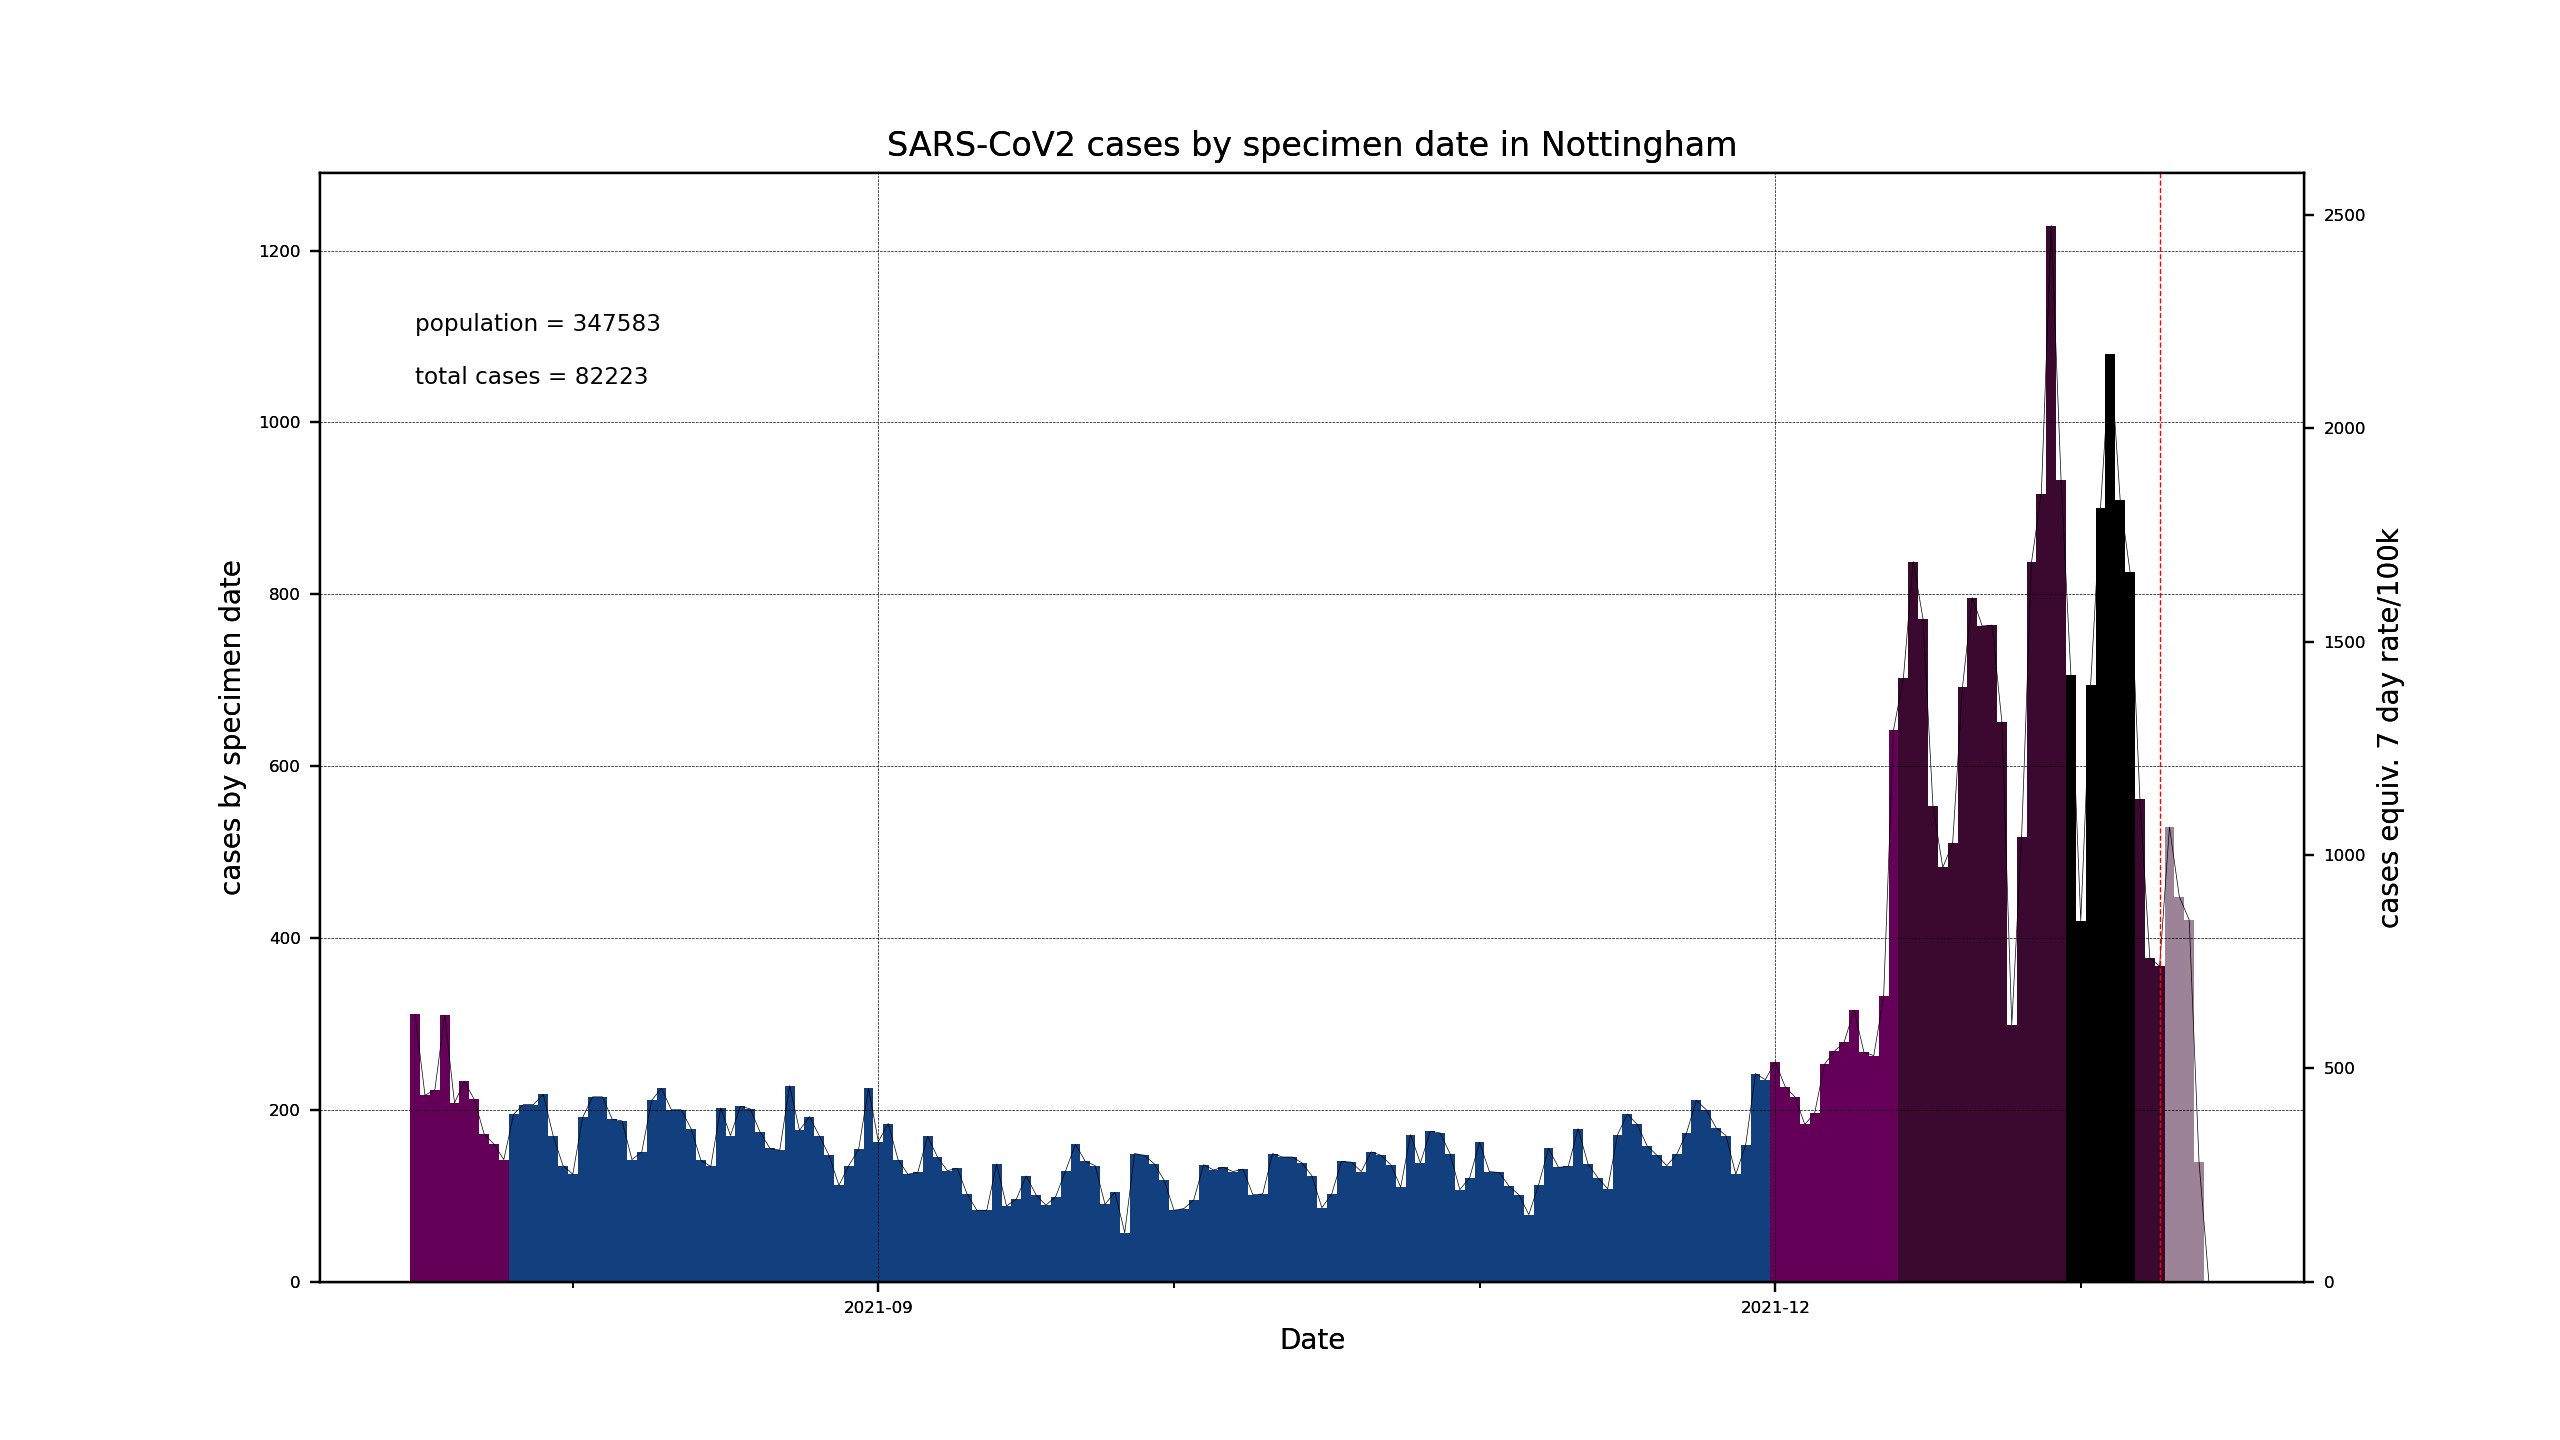 SARS-CoV2 cases by specimen date in Nottingham
population = 347583
total cases = 82223
cases by specimen date
1200
1000
800
600
400
200
0
2500
2000
1500
1000
500
0
cases equiv. 7 day rate/100k
2021-09
2021-12
Date